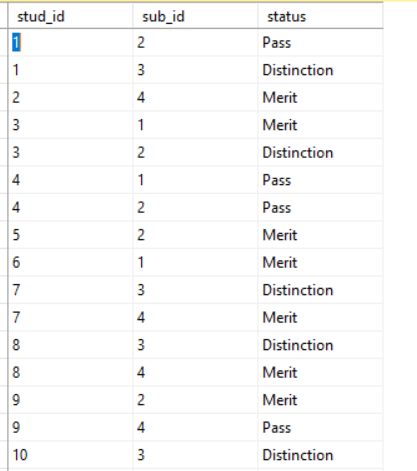 stud_id sub_id status
1 2 Pass
1 3 Distinction
2 4 Merit
3 1 Merit
3 2 Distinction
4 1 Pass
4 2 Pass
5 2 Merit
6 1 Merit
7 3 Distinction
7 4 Merit
8 3 Distinction
8 4 Merit
9 2 Merit
9 4 Pass
10 3 Distinction